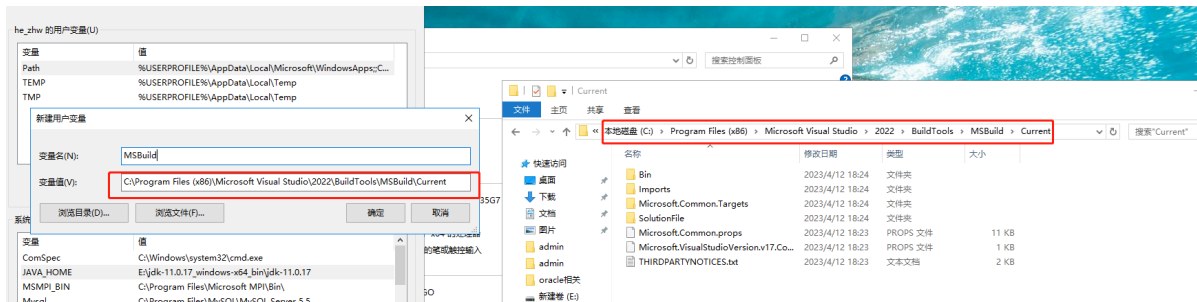 he_zhw 的用户变量(U)
变量 值
Path %USERPROFILE%\AppData\Local\Microsoft\WindowsApps;;C...
TEMP %USERPROFILE%\AppData\Local\Temp
TMP %USERPROFILE%\AppData\Local\Temp
新建用户变量
变量名(N): MSBuild
变量值(V): C:\Program Files (x86)\Microsoft Visual Studio\2022\BuildTools\MSBuild\Current
浏览目录(D)... 浏览文件(F)... 确定 取消
系统
变量 值
ComSpec C:\Windows\system32\cmd.exe
JAVA_HOME E:\jdk-11.0.17_windows-x64_bin\jdk-11.0.17
MSMPI_BIN C:\Program Files\Microsoft MPI\Bin\
Mysql C:\Program Files\MySQL\MySQL Server 5.5
搜索控制面板
35G7
的笔或触控输入
Current
文件 主页 共享 查看
« 本地磁盘 (C:) › Program Files (x86) › Microsoft Visual Studio › 2022 › BuildTools › MSBuild › Current
搜索"Current"
快速访问
桌面
下载
文档
图片
admin
admin
oracle相关
新建卷 (E:)
名称 修改日期 类型 大小
Bin 2023/4/12 18:24 文件夹
Imports 2023/4/12 18:24 文件夹
Microsoft.Common.Targets 2023/4/12 18:24 文件夹
SolutionFile 2023/4/12 18:24 文件夹
Microsoft.Common.props 2023/4/12 18:23 PROPS 文件 11 KB
Microsoft.VisualStudioVersion.v17.Co... 2023/4/12 18:23 PROPS 文件 1 KB
THIRDPARTYNOTICES.txt 2023/4/12 18:23 文本文档 2 KB